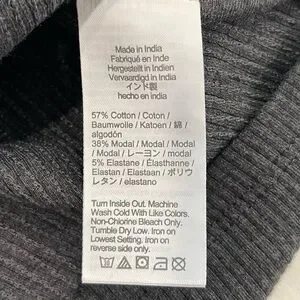 Made in India
Fabriqué en Inde
Hergestellt in Indien
Vervaardigd in India
インド製
hecho en india
57% Cotton / Coton /
Baumwolle / Katoen / 綿 /
algodón
38% Modal / Modal / Modal
/ Modal / レーヨン / modal
5% Elastane / Élasthanne /
Elastan / Elastaan / ポリウ
レタン / elastano
Turn Inside Out. Machine
Wash Cold With Like Colors.
Non-Chlorine Bleach Only.
Tumble Dry Low. Iron on
Lowest Setting. Iron on
reverse side only.